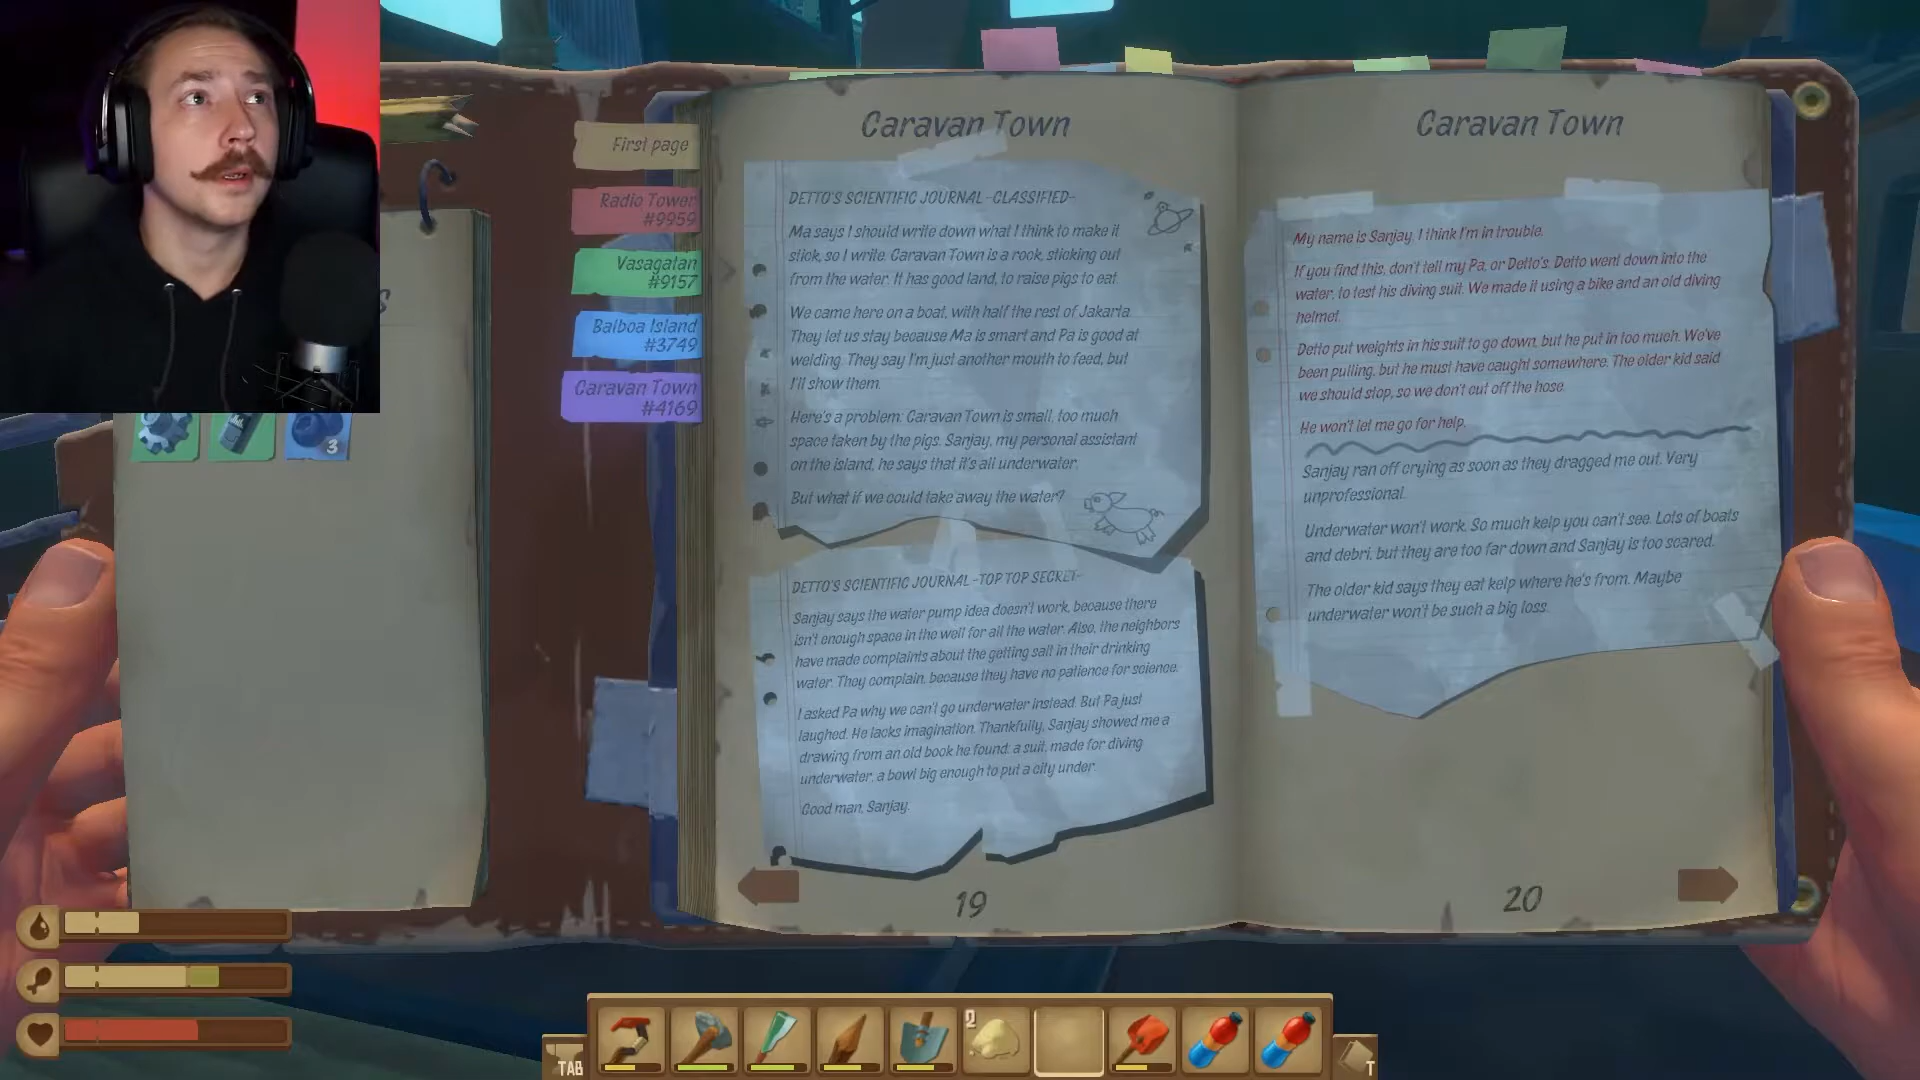 First page
Radio Tower
#9959
Vasagatan
#9157
Balboa Island
#3749
Caravan Town
#4169
s
3
Caravan Town
DETTO'S SCIENTIFIC JOURNAL -CLASSIFIED-
Ma says I should write down what I think to make it
stick, so I write. Caravan Town is a rock, sticking out
from the water. It has good land, to raise pigs to eat.
We came here on a boat, with half the rest of Jakarta.
They let us stay because Ma is smart and Pa is good at
welding. They say I'm just another mouth to feed, but
I'll show them.
Here's a problem: Caravan Town is small, too much
space taken by the pigs. Sanjay, my personal assistant
on the island, he says that it's all underwater.
But what if we could take away the water?
DETTO'S SCIENTIFIC JOURNAL -TOP TOP SECRET-
Sanjay says the water pump idea doesn't work, because there
isn't enough space in the well for all the water. Also, the neighbors
have made complaints about the getting salt in their drinking
water. They complain, because they have no patience for science.
I asked Pa why we can't go underwater instead. But Pa just
laughed. He lacks imagination. Thankfully, Sanjay showed me a
drawing from an old book he found: a suit, made for diving
underwater, a bowl big enough to put a city under.
Good man, Sanjay.
19
Caravan Town
My name is Sanjay. I think I'm in trouble.
If you find this, don't tell my Pa, or Detto's. Detto went down into the
water, to test his diving suit. We made it using a bike and an old diving
helmet.
Detto put weights in his suit to go down, but he put in too much. We've
been pulling, but he must have caught somewhere. The older kid said
we should stop, so we don't cut off the hose.
He won't let me go for help.
Sanjay ran off crying as soon as they dragged me out. Very
unprofessional.
Underwater won't work. So much kelp you can't see. Lots of boats
and debri, but they are too far down and Sanjay is too scared.
The older kid says they eat kelp where he's from. Maybe
underwater won't be such a big loss.
20
TAB
2
T